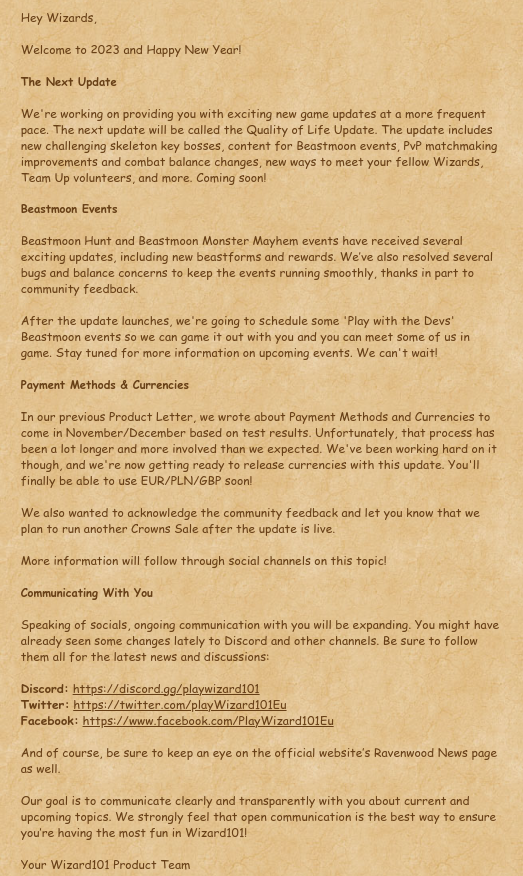 Hey Wizards,
Welcome to 2023 and Happy New Year!
The Next Update
We're working on providing you with exciting new game updates at a more frequent
pace. The next update will be called the Quality of Life Update. The update includes
new challenging skeleton key bosses, content for Beastmoon events, PvP matchmaking
improvements and combat balance changes, new ways to meet your fellow Wizards,
Team Up volunteers, and more. Coming soon!
Beastmoon Events
Beastmoon Hunt and Beastmoon Monster Mayhem events have received several
exciting updates, including new beastforms and rewards. We've also resolved several
bugs and balance concerns to keep the events running smoothly, thanks in part to
community feedback.
After the update launches, we're going to schedule some 'Play with the Devs'
Beastmoon events so we can game it out with you and you can meet some of us in
game. Stay tuned for more information on upcoming events. We can't wait!
Payment Methods & Currencies
In our previous Product Letter, we wrote about Payment Methods and Currencies to
come in November/December based on test results. Unfortunately, that process has
been a lot longer and more involved than we expected. We've been working hard on it
though, and we're now getting ready to release currencies with this update. You'll
finally be able to use EUR/PLN/GBP soon!
We also wanted to acknowledge the community feedback and let you know that we
plan to run another Crowns Sale after the update is live.
More information will follow through social channels on this topic!
Communicating With You
Speaking of socials, ongoing communication with you will be expanding. You might have
already seen some changes lately to Discord and other channels. Be sure to follow
them all for the latest news and discussions:
Discord: https://discord.gg/playwizard101
Twitter: https://twitter.com/playWizard101Eu
Facebook: https://www.facebook.com/PlayWizard101Eu
And of course, be sure to keep an eye on the official website's Ravenwood News page
as well.
Our goal is to communicate clearly and transparently with you about current and
upcoming topics. We strongly feel that open communication is the best way to ensure
you're having the most fun in Wizard101!
Your Wizard101 Product Team